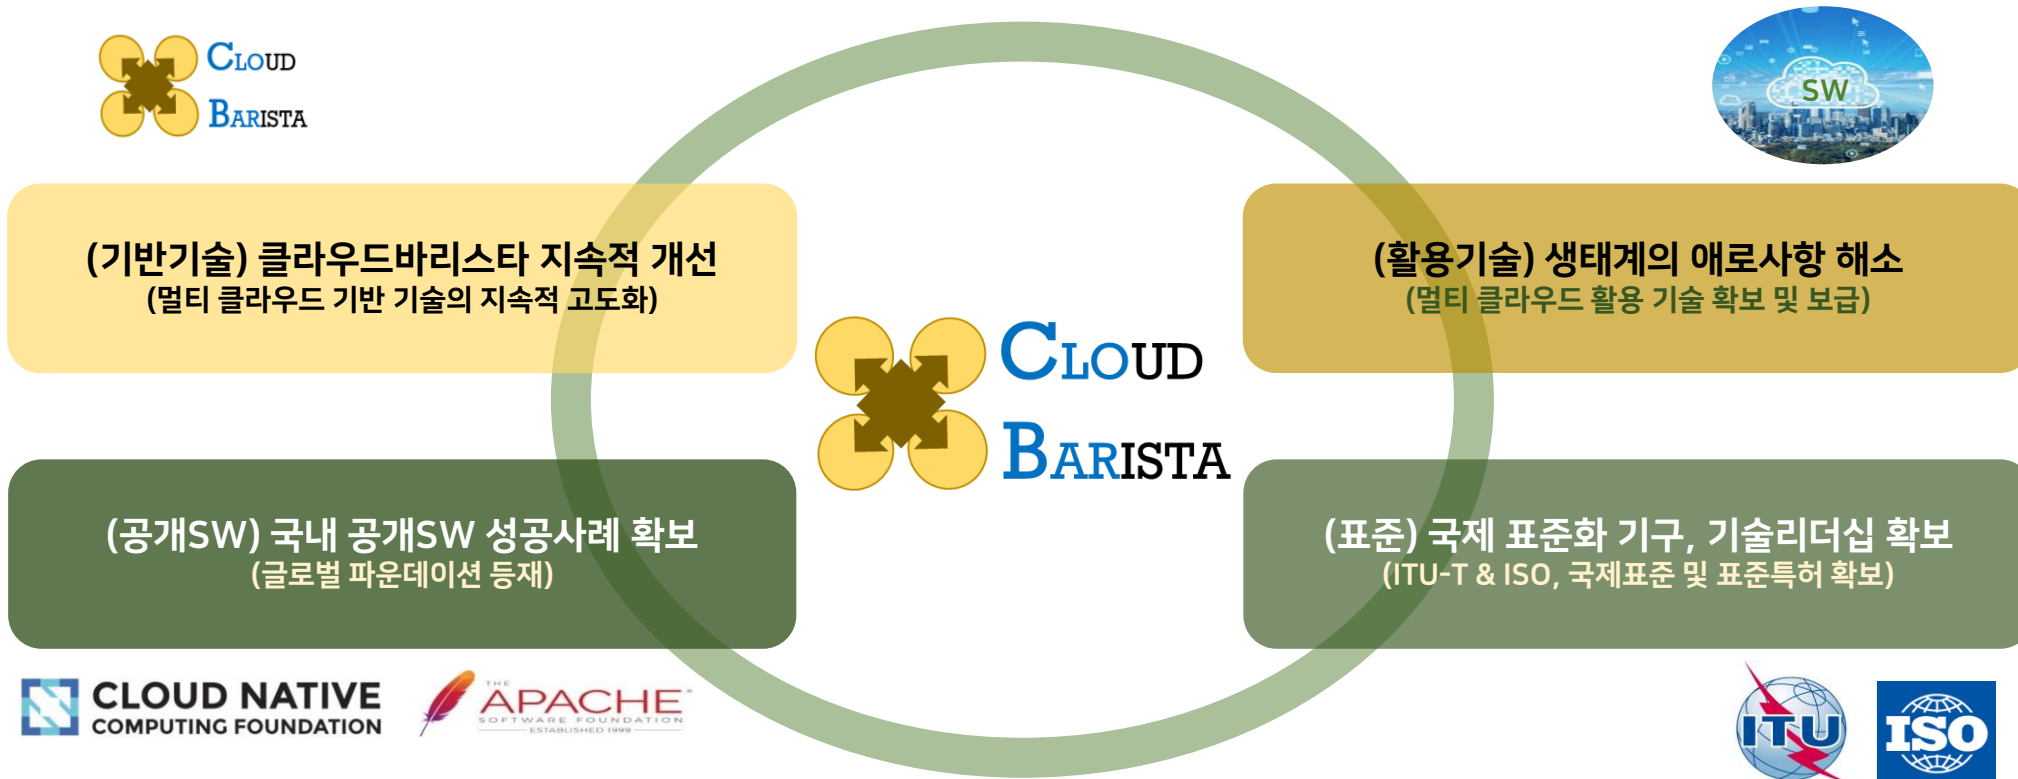 CLOUD
BARISTA
SW
(기반기술) 클라우드바리스타 지속적 개선
(멀티 클라우드 기반 기술의 지속적 고도화)
(활용기술) 생태계의 애로사항 해소
(멀티 클라우드 활용 기술 확보 및 보급)
CLOUD
BARISTA
(공개SW) 국내 공개SW 성공사례 확보
(글로벌 파운데이션 등재)
(표준) 국제 표준화 기구, 기술리더십 확보
(ITU-T & ISO, 국제표준 및 표준특허 확보)
CLOUD NATIVE
COMPUTING FOUNDATION
THE
APACHE
SOFTWARE FOUNDATION
ESTABLISHED 1999
ITU
ISO